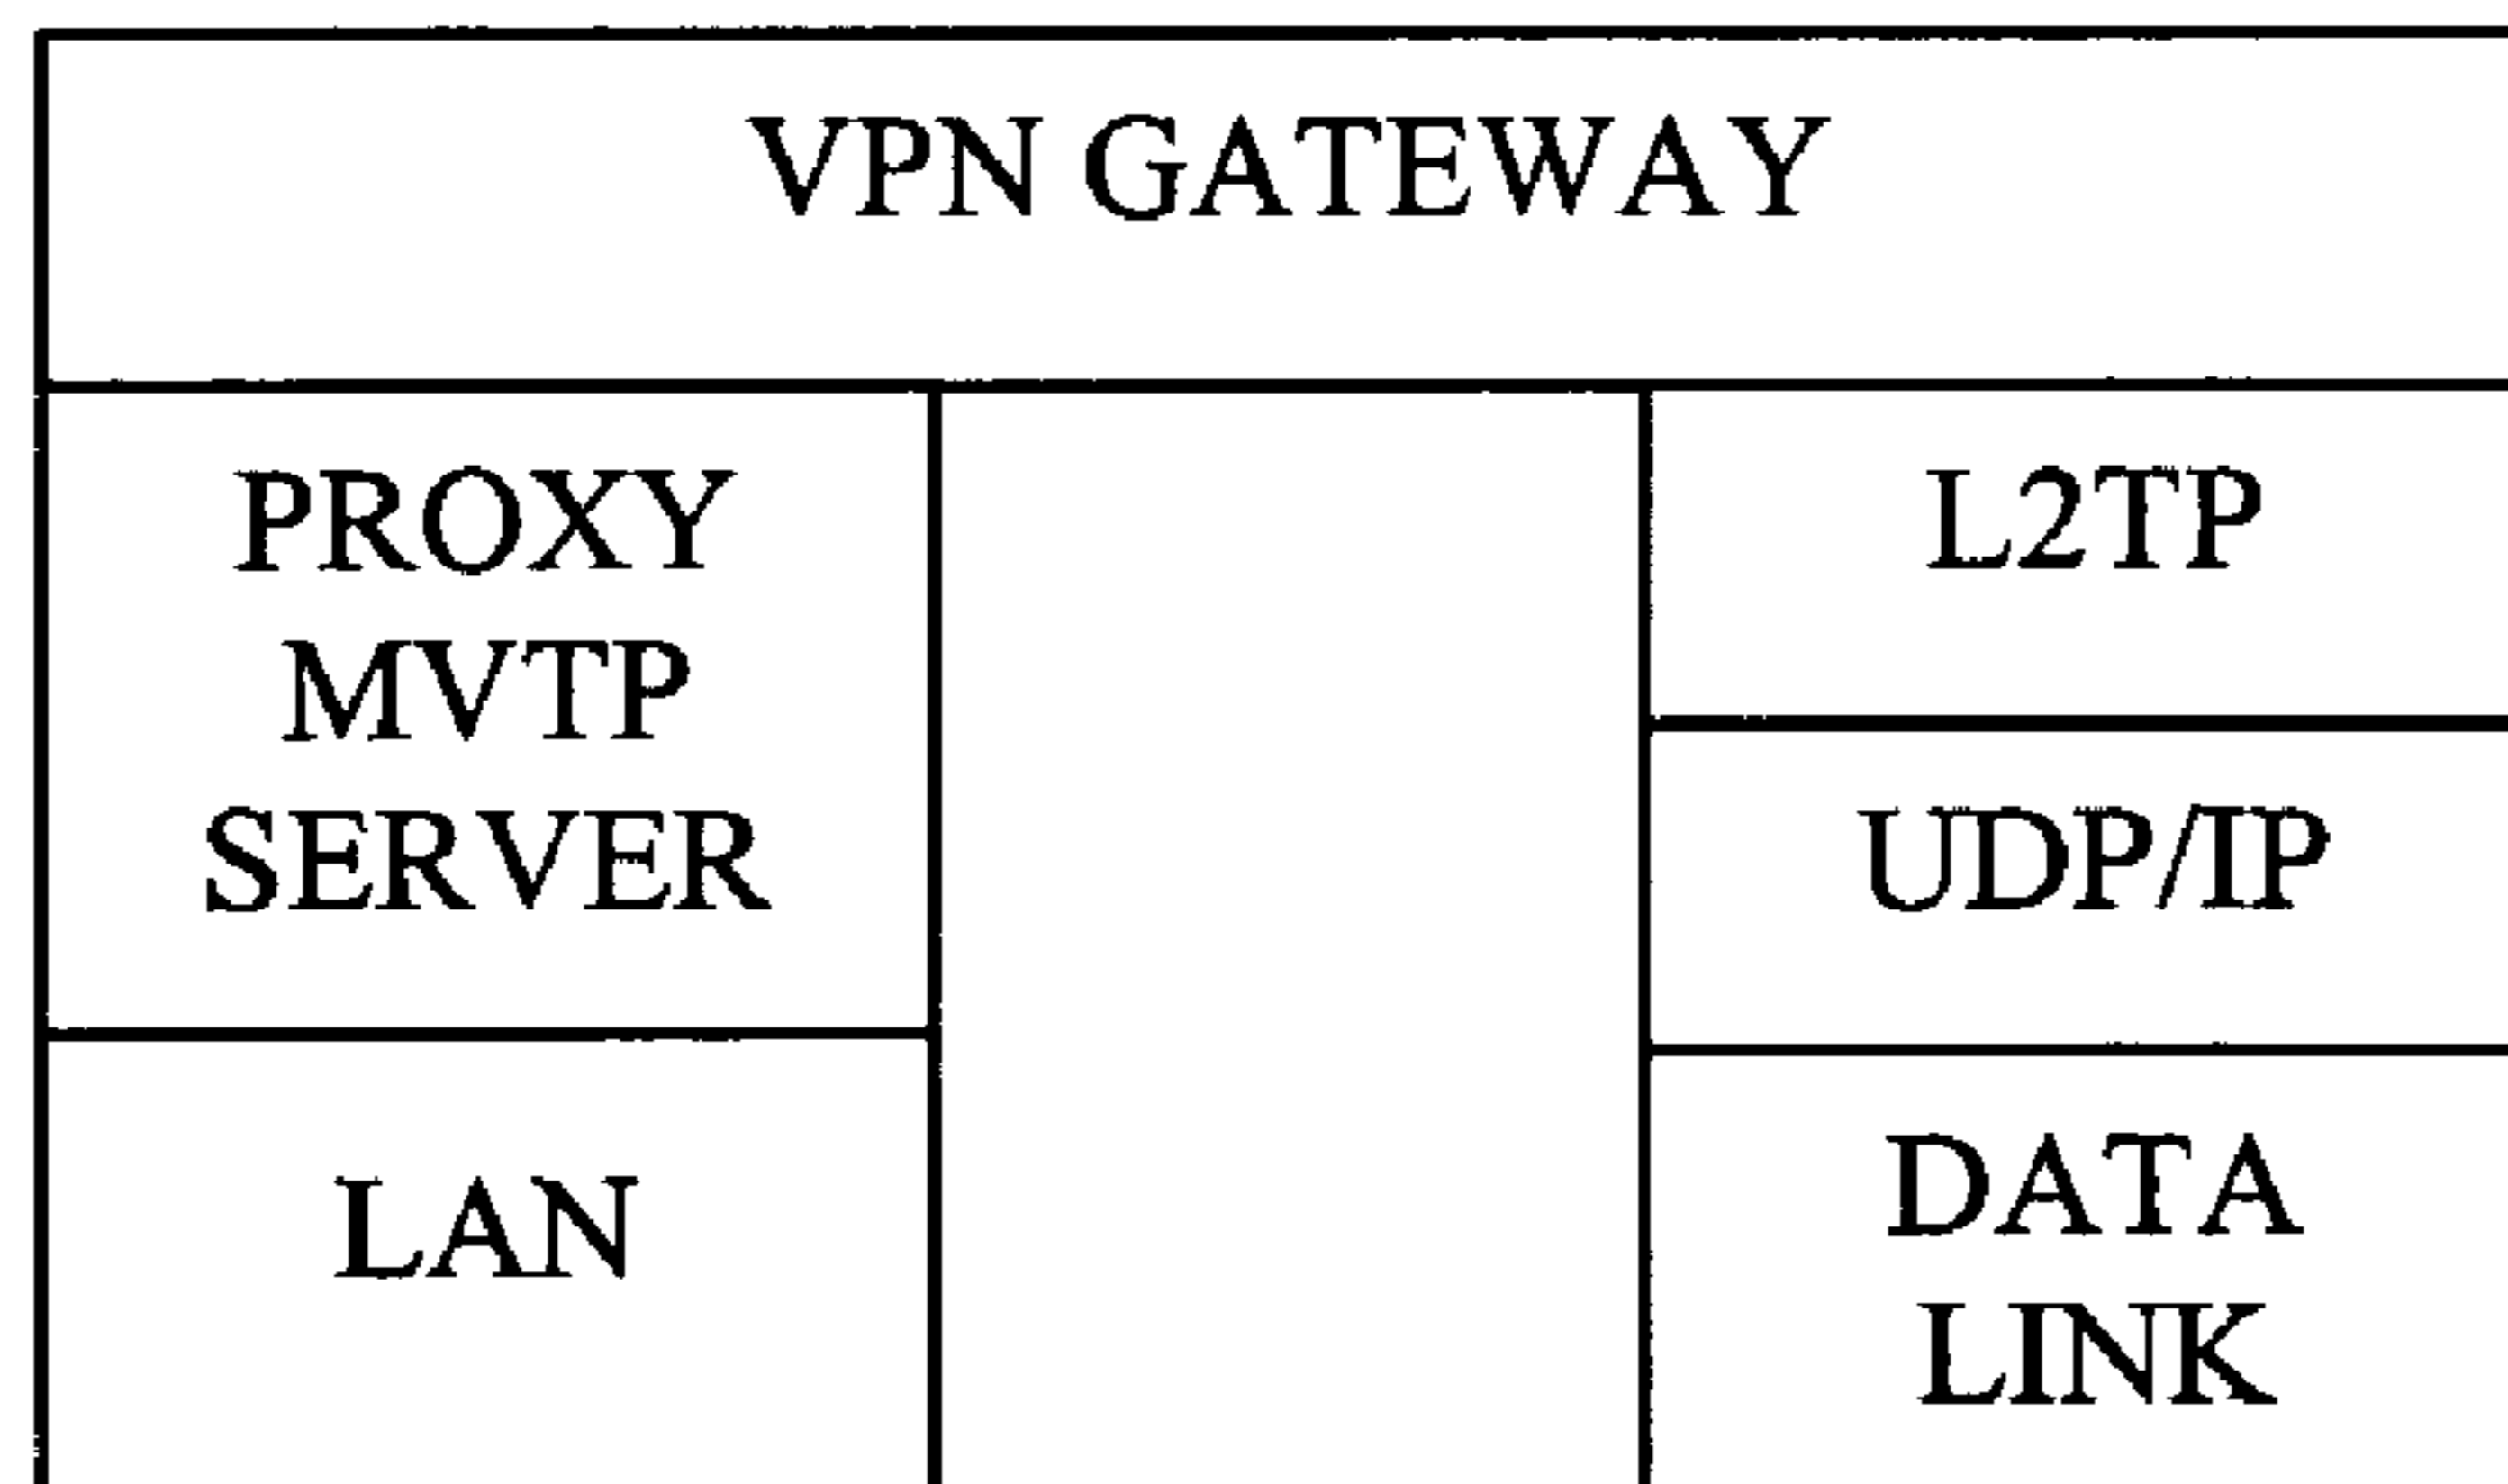 VPN GATEWAY
PROXY
MVTP
SERVER
LAN
L2TP
UDP/IP
DATA
LINK